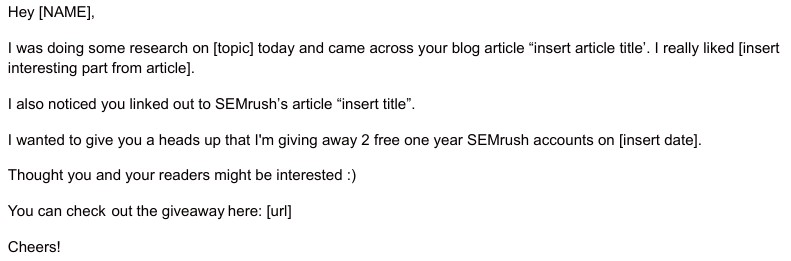 Hey [NAME],
I was doing some research on [topic] today and came across your blog article “insert article title’. I really liked [insert
interesting part from article].
I also noticed you linked out to SEMrush’s article “insert title”.
I wanted to give you a heads up that I'm giving away 2 free one year SEMrush accounts on [insert date].
Thought you and your readers might be interested :)
You can check out the giveaway here: [url]
Cheers!